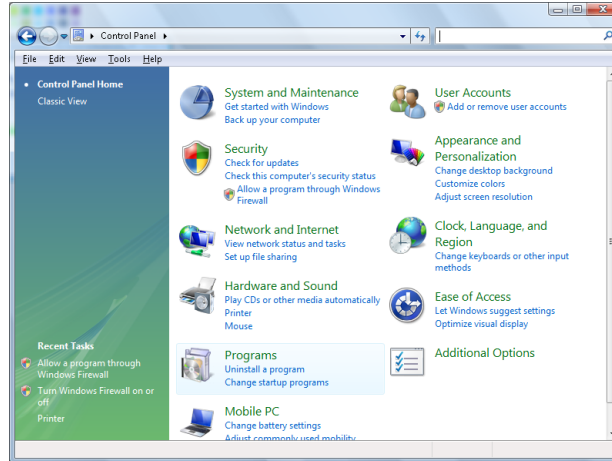 Control Panel
File Edit View Tools Help
Control Panel Home
Classic View
Recent Tasks
Allow a program through
Windows Firewall
Turn Windows Firewall on or
off
Printer
System and Maintenance
Get started with Windows
Back up your computer
Security
Check for updates
Check this computer's security status
Allow a program through Windows
Firewall
Network and Internet
View network status and tasks
Set up file sharing
Hardware and Sound
Play CDs or other media automatically
Printer
Mouse
Programs
Uninstall a program
Change startup programs
Mobile PC
Change battery settings
Adjust commonly used mobility
User Accounts
Add or remove user accounts
Appearance and
Personalization
Change desktop background
Customize colors
Adjust screen resolution
Clock, Language, and
Region
Change keyboards or other input
methods
Ease of Access
Let Windows suggest settings
Optimize visual display
Additional Options